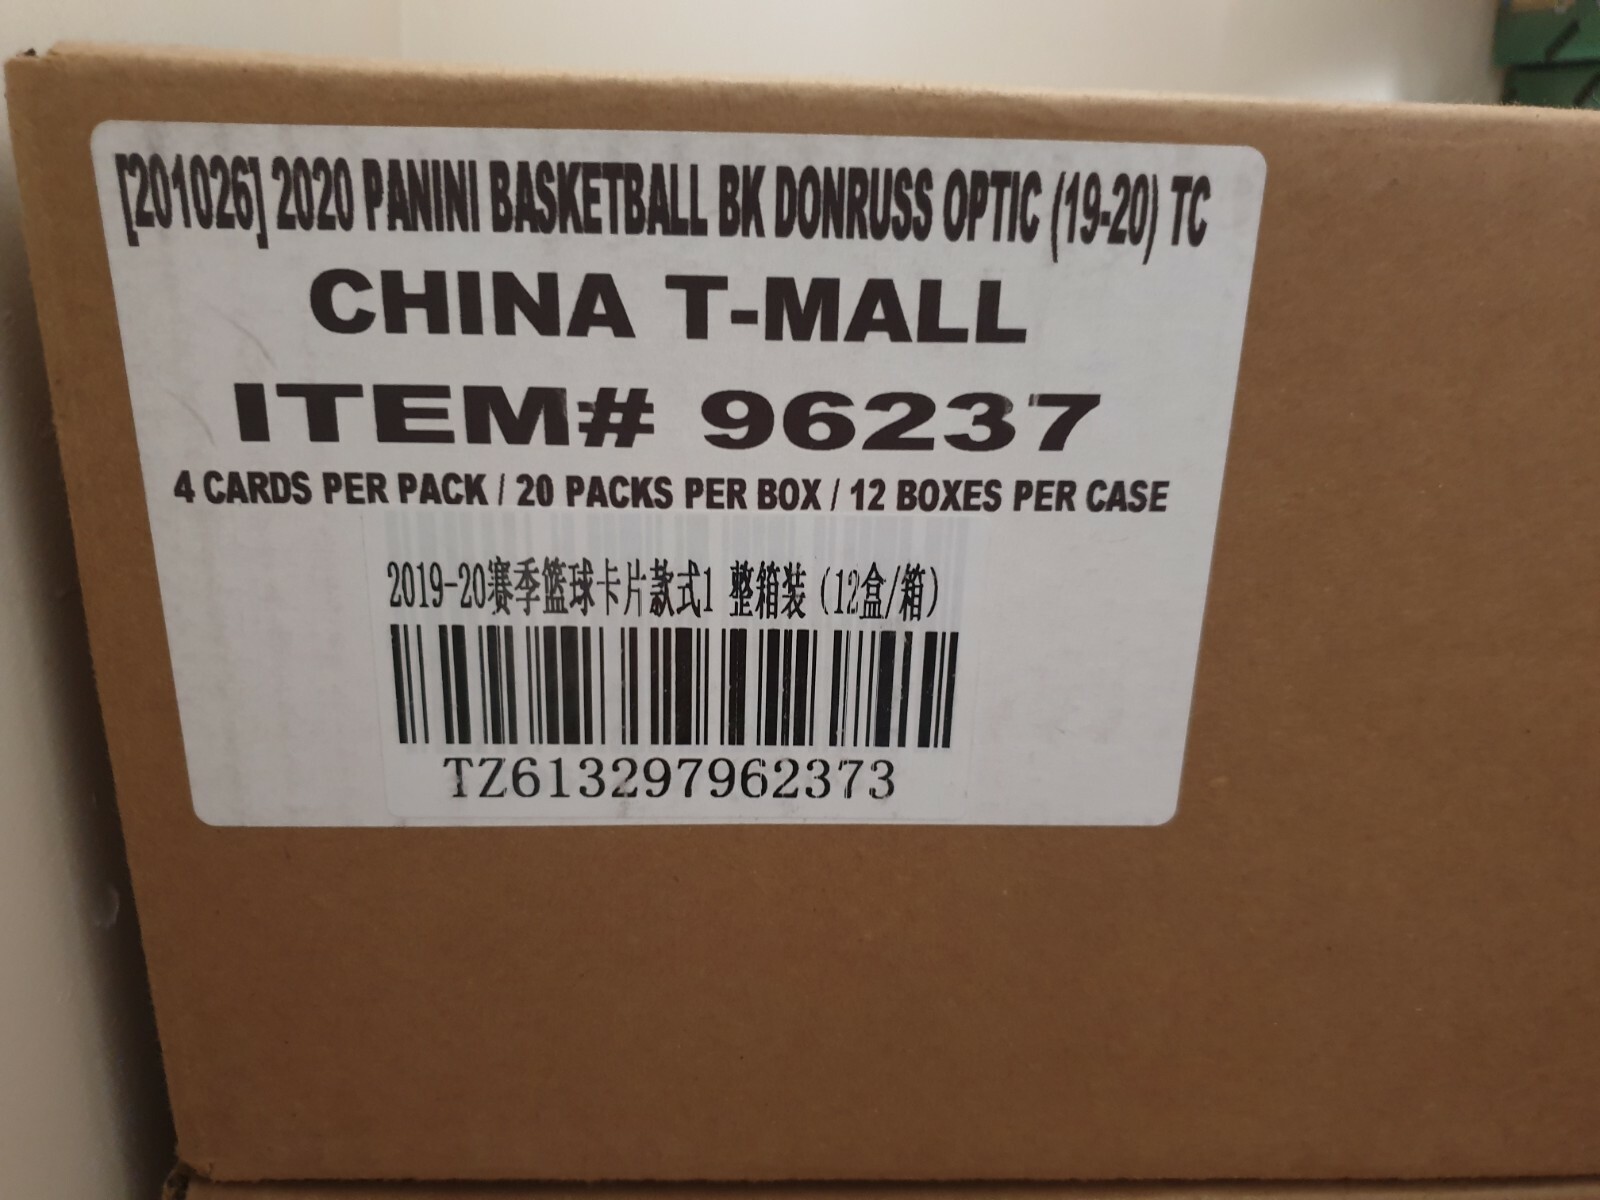 [201026] 2020 PANINI BASKETBALL BK DONRUSS OPTIC (19-20) TC
CHINA T-MALL
ITEM# 96237
4 CARDS PER PACK / 20 PACKS PER BOX / 12 BOXES PER CASE
2019-20赛季篮球卡片款式1 整箱装（12盒/箱）
TZ613297962373